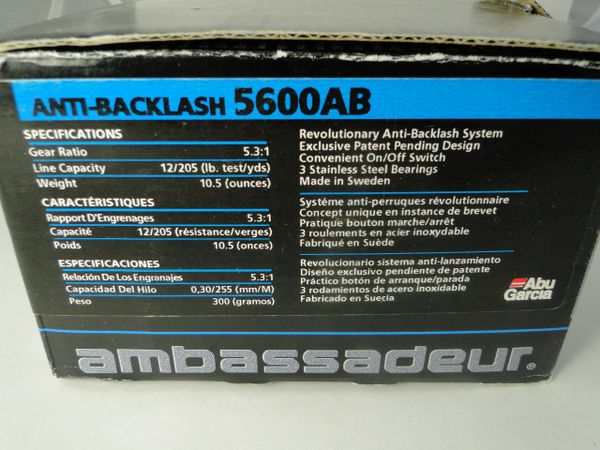 ANTI-BACKLASH 5600AB
SPECIFICATIONS
Gear Ratio 5.3:1
Line Capacity 12/205 (lb. test/yds)
Weight 10.5 (ounces)
CARACTÉRISTIQUES
Rapport D'Engrenages 5.3:1
Capacité 12/205 (résistance/verges)
Poids 10.5 (onces)
ESPECIFICACIONES
Relación De Los Engranajes 5.3:1
Capacidad Del Hilo 0,30/255 (mm/M)
Peso 300 (gramos)
Revolutionary Anti-Backlash System
Exclusive Patent Pending Design
Convenient On/Off Switch
3 Stainless Steel Bearings
Made in Sweden
Systéme anti-perruques révolutionnaire
Concept unique en instance de brevet
Pratique bouton marche/arrêt
3 roulements en acier inoxydable
Fabriqué en Suède
Revolucionario sistema anti-lanzamiento
Diseño exclusivo pendiente de patente
Práctico botón de arranque/parada
3 rodamientos de acero inoxidable
Fabricado en Suecia
Abu
Garcia
ambassadeur®